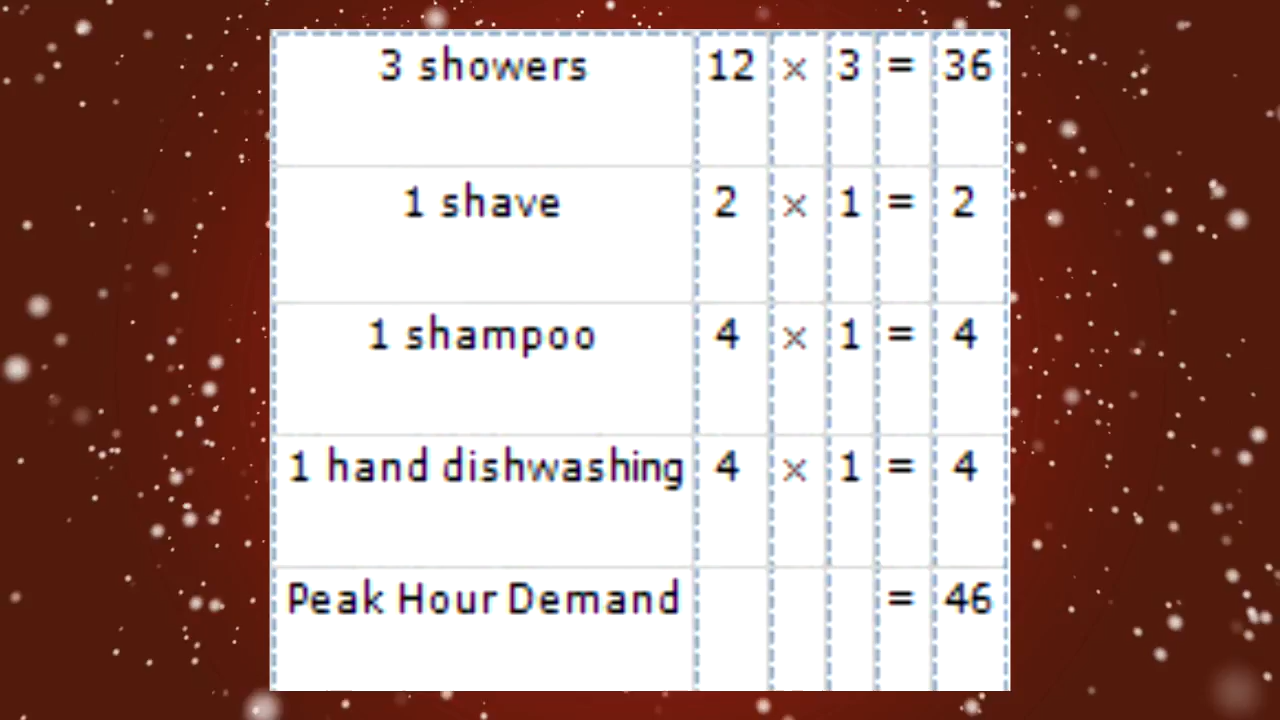 3 showers 12 × 3 = 36
1 shave 2 × 1 = 2
1 shampoo 4 × 1 = 4
1 hand dishwashing 4 × 1 = 4
Peak Hour Demand = 46